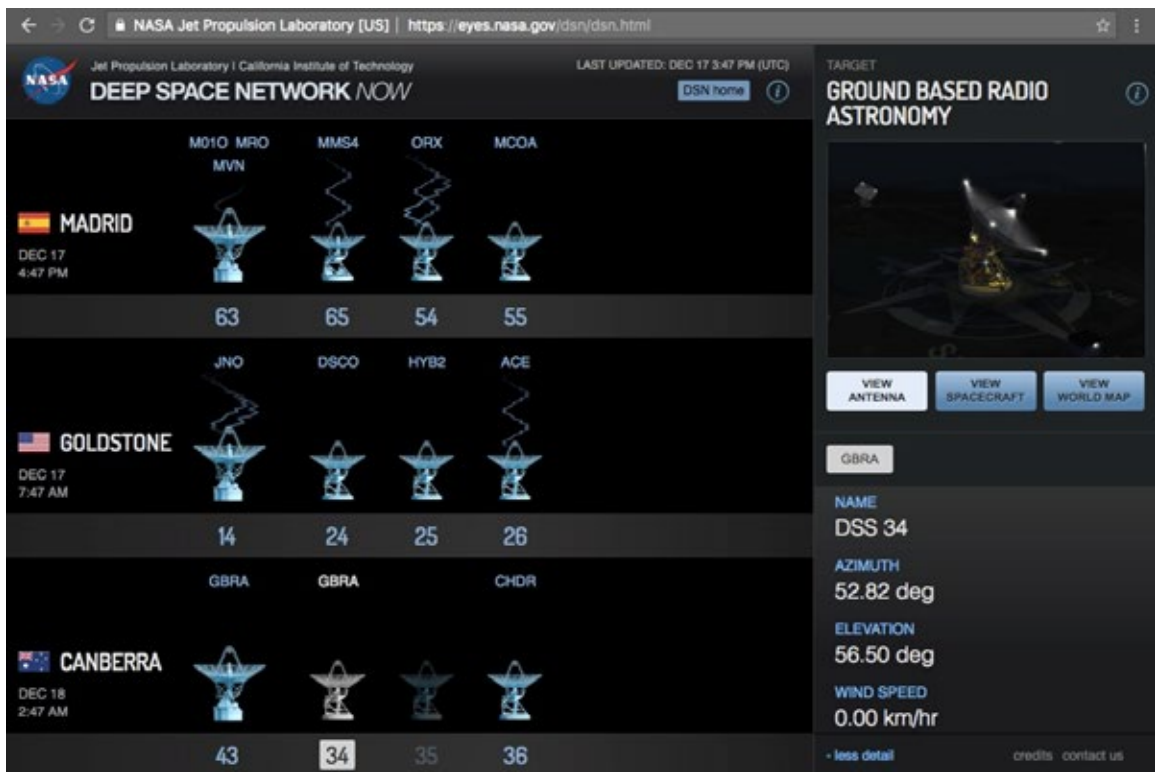 NASA Jet Propulsion Laboratory [US] | https://eyes.nasa.gov/dsn/dsn.html
NASA
Jet Propulsion Laboratory | California Institute of Technology
DEEP SPACE NETWORK NOW
LAST UPDATED: DEC 17 3:47 PM (UTC)
DSN home
i
M01O MRO MMS4 ORX MCOA
MVN
MADRID
DEC 17
4:47 PM
63 65 54 55
JNO DSCO HYB2 ACE
GOLDSTONE
DEC 17
7:47 AM
14 24 25 26
GBRA GBRA CHDR
CANBERRA
DEC 18
2:47 AM
43 34 35 36
TARGET
GROUND BASED RADIO
ASTRONOMY
i
VIEW
ANTENNA
VIEW
SPACECRAFT
VIEW
WORLD MAP
GBRA
NAME
DSS 34
AZIMUTH
52.82 deg
ELEVATION
56.50 deg
WIND SPEED
0.00 km/hr
- less detail
credits contact us